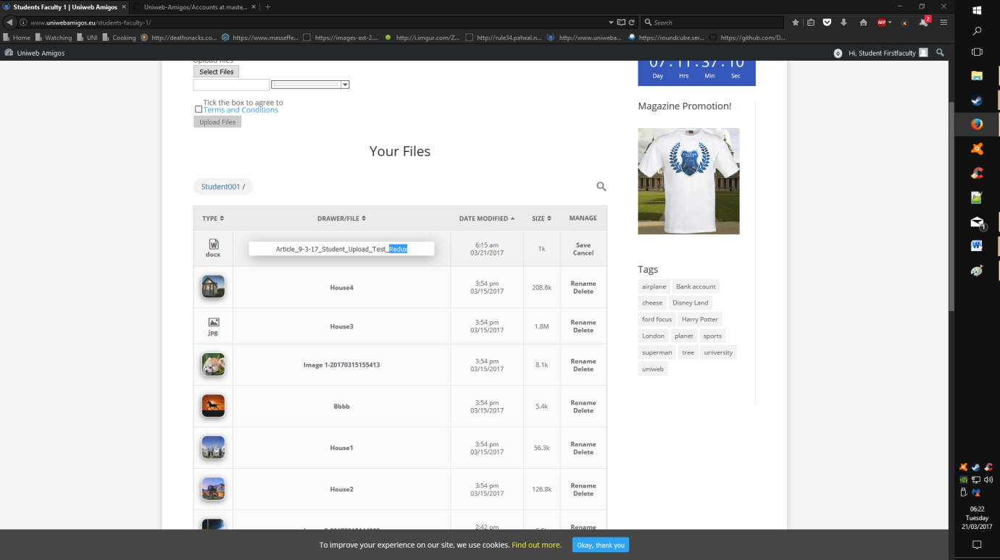 Students Faculty 1 | Uniweb Amigos
Uniweb-Amigos/Accounts at maste...
www.uniwebamigos.eu/students-faculty-1/
Search
ABP
2
Home
Watching
UNI
Cooking
http://deathsnacks.co...
https://www.masseffe...
https://images-ext-2....
http://i.imgur.com/Z...
http://rule34.paheal.n...
http://www.uniweba...
https://roundcube.ser...
https://github.com/D...
Uniweb Amigos
0
Hi, Student Firstfaculty
Upload files
Select Files
Tick the box to agree to
Terms and Conditions
Upload Files
Your Files
Student001 /
TYPE DRAWER/FILE DATE MODIFIED SIZE MANAGE
docx
Article_9-3-17_Student_Upload_Test_Redux
6:15 am
03/21/2017
1k
Save
Cancel
House4
3:54 pm
03/15/2017
208.6k
Rename
Delete
jpg
House3
3:54 pm
03/15/2017
1.8M
Rename
Delete
Image 1-20170315155413
3:54 pm
03/15/2017
8.1k
Rename
Delete
Bbbb
3:54 pm
03/15/2017
5.4k
Rename
Delete
House1
3:54 pm
03/15/2017
56.3k
Rename
Delete
House2
3:54 pm
03/15/2017
126.8k
Rename
Delete
2:42 pm
Rename
07:11:37:10
Day Hrs Min Sec
Magazine Promotion!
Tags
airplane
Bank account
cheese
Disney Land
ford focus
Harry Potter
London
planet
sports
superman
tree
university
uniweb
To improve your experience on our site, we use cookies. Find out more.
Okay, thank you
1
06:22
Tuesday
21/03/2017